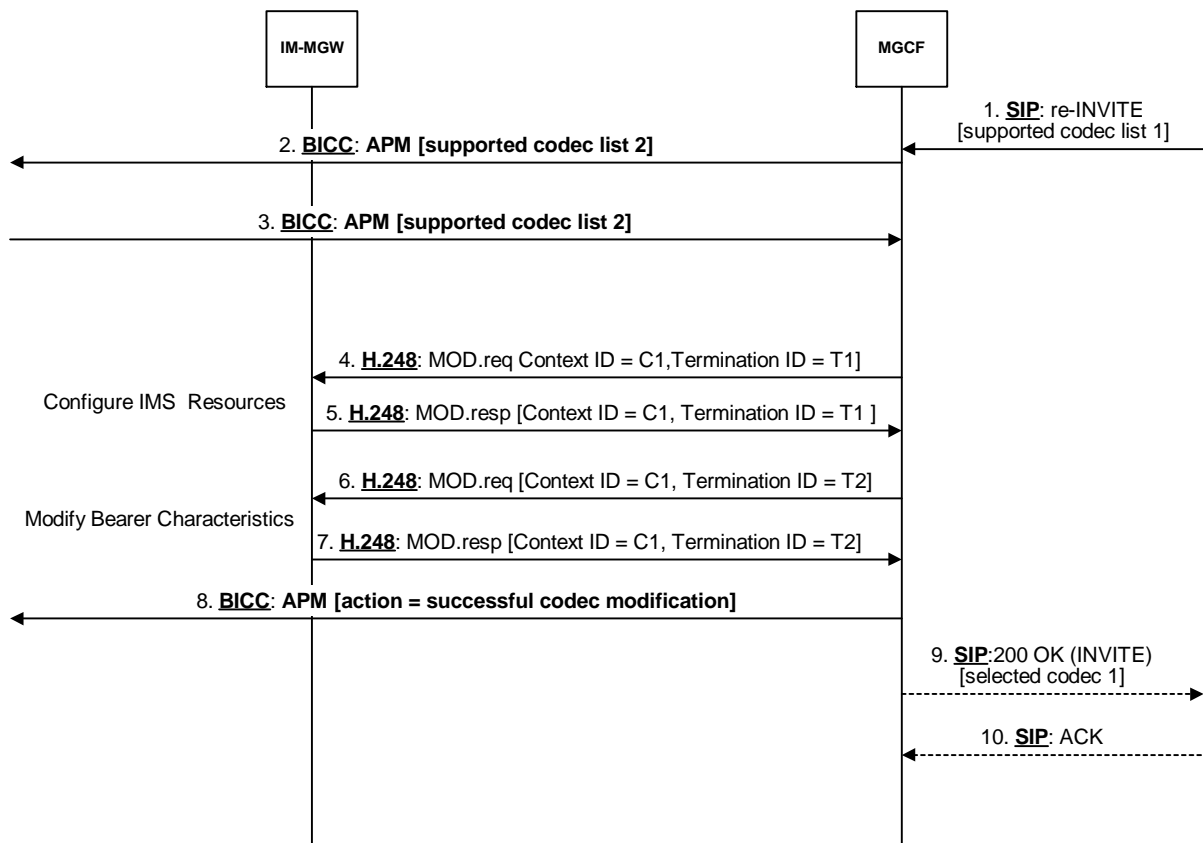 IM-MGW
MGCF
1. SIP: re-INVITE
[supported codec list 1]
2. BICC: APM [supported codec list 2]
3. BICC: APM [supported codec list 2]
4. H.248: MOD.req Context ID = C1,Termination ID = T1]
Configure IMS Resources
5. H.248: MOD.resp [Context ID = C1, Termination ID = T1 ]
6. H.248: MOD.req [Context ID = C1, Termination ID = T2]
Modify Bearer Characteristics
7. H.248: MOD.resp [Context ID = C1, Termination ID = T2]
8. BICC: APM [action = successful codec modification]
9. SIP:200 OK (INVITE)
[selected codec 1]
10. SIP: ACK